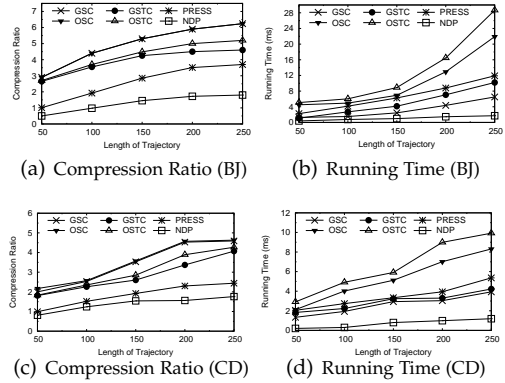 7
6
5
4
3
2
1
0
Compression Ratio
GSC GSTC PRESS
OSC OSTC NDP
50 100 150 200 250
Length of Trajectory
(a) Compression Ratio (BJ)
28
24
20
16
12
8
4
0
Running Time (ms)
GSC GSTC PRESS
OSC OSTC NDP
50 100 150 200 250
Length of Trajectory
(b) Running Time (BJ)
6
5
4
3
2
1
0
Compression Ratio
GSC GSTC PRESS
OSC OSTC NDP
50 100 150 200 250
Length of Trajectory
(c) Compression Ratio (CD)
12
10
8
6
4
2
0
Running Time (ms)
GSC GSTC PRESS
OSC OSTC NDP
50 100 150 200 250
Length of Trajectory
(d) Running Time (CD)